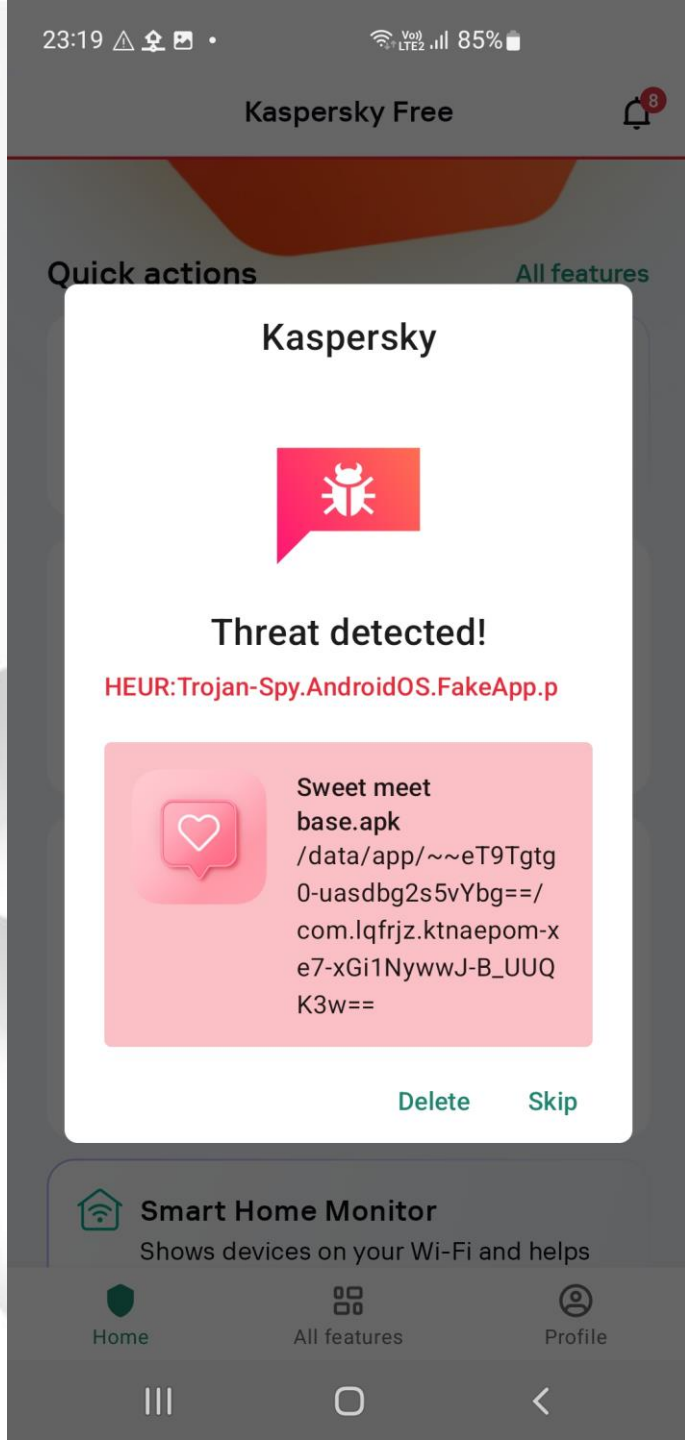 23:19
Vo))
LTE2
85%
Kaspersky Free
8
Quick actions
All features
Kaspersky
Threat detected!
HEUR:Trojan-Spy.AndroidOS.FakeApp.p
Sweet meet
base.apk
/data/app/~~eT9Tgtg
0-uasdbg2s5vYbg==/
com.lqfrjz.ktnaepom-x
e7-xGi1NywwJ-B_UUQ
K3w==
Delete
Skip
Smart Home Monitor
Shows devices on your Wi-Fi and helps
Home
All features
Profile